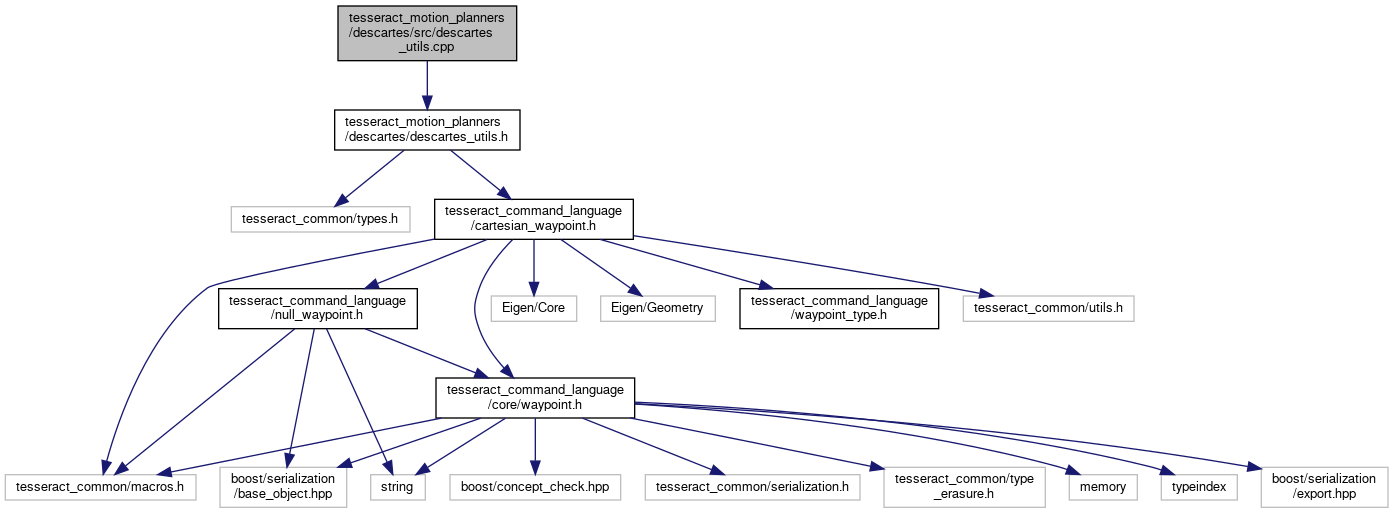 tesseract_motion_planners
/descartes/src/descartes
_utils.cpp
tesseract_motion_planners
/descartes/descartes_utils.h
tesseract_common/types.h
tesseract_command_language
/cartesian_waypoint.h
tesseract_command_language
/null_waypoint.h
Eigen/Core
Eigen/Geometry
tesseract_command_language
/waypoint_type.h
tesseract_common/utils.h
tesseract_command_language
/core/waypoint.h
tesseract_common/macros.h
boost/serialization
/base_object.hpp
string
boost/concept_check.hpp
tesseract_common/serialization.h
tesseract_common/type
_erasure.h
memory
typeindex
boost/serialization
/export.hpp